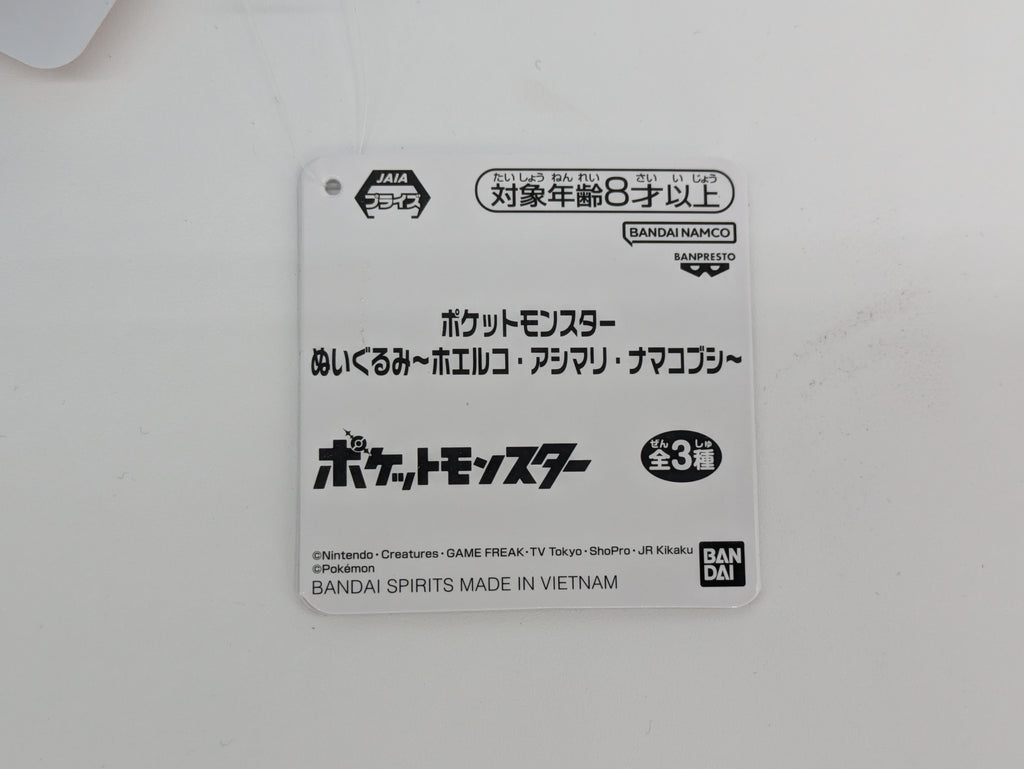 JAIA
プライズ
たいしょうねんれい さいいじょう
対象年齢8才以上
BANDAI NAMCO
BANPRESTO
ポケットモンスター
ぬいぐるみ～ホエルコ・アシマリ・ナマコブシ～
ポケットモンスター
ぜん しゅ
全3種
©Nintendo・Creatures・GAME FREAK・TV Tokyo・ShoPro・JR Kikaku
©Pokémon
BANDAI SPIRITS MADE IN VIETNAM
BAN
DAI